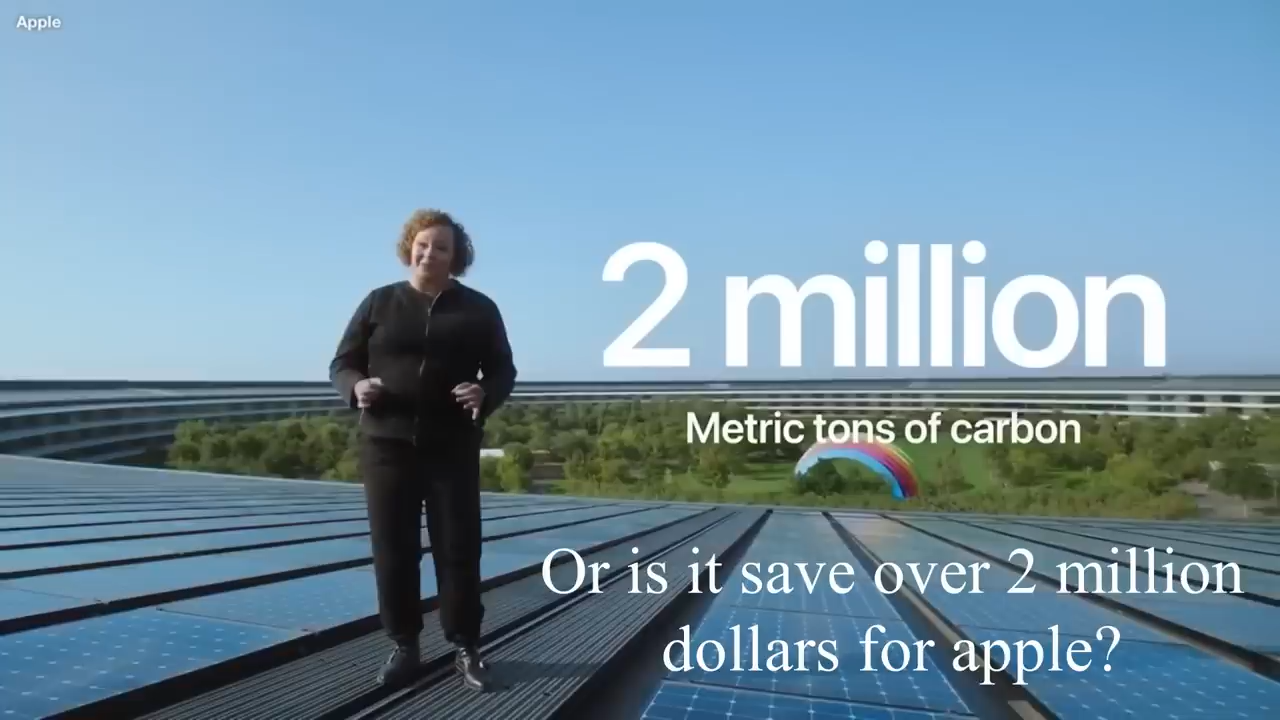 Apple
2 million
Metric tons of carbon
Or is it save over 2 million
dollars for apple?